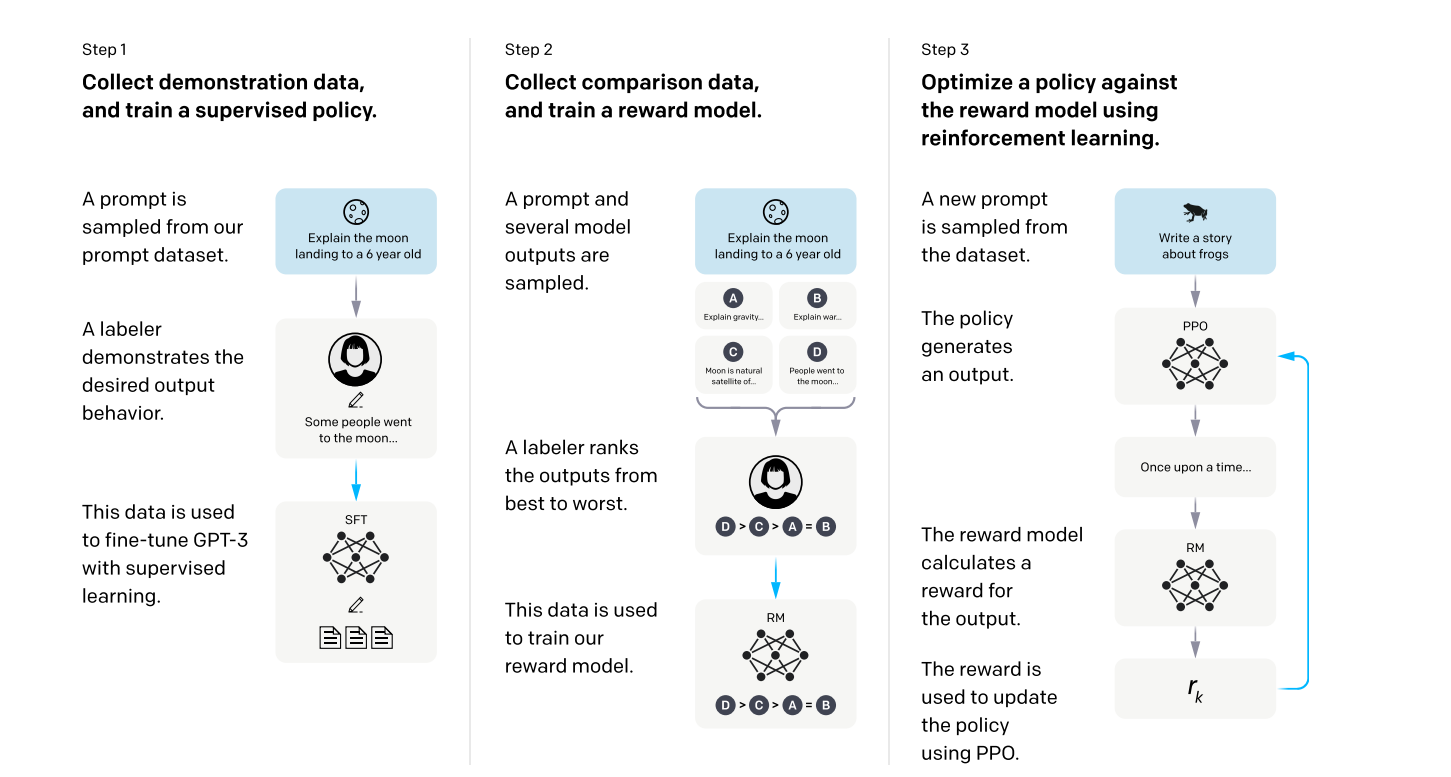 Step 1
Collect demonstration data,
and train a supervised policy.
A prompt is
sampled from our
prompt dataset.
Explain the moon
landing to a 6 year old
A labeler
demonstrates the
desired output
behavior.
Some people went
to the moon...
This data is used
to fine-tune GPT-3
with supervised
learning.
SFT
Step 2
Collect comparison data,
and train a reward model.
A prompt and
several model
outputs are
sampled.
Explain the moon
landing to a 6 year old
A
Explain gravity...
B
Explain war...
C
Moon is natural
satellite of...
D
People went to
the moon...
A labeler ranks
the outputs from
best to worst.
D > C > A = B
This data is used
to train our
reward model.
RM
D > C > A = B
Step 3
Optimize a policy against
the reward model using
reinforcement learning.
A new prompt
is sampled from
the dataset.
Write a story
about frogs
The policy
generates
an output.
PPO
Once upon a time...
The reward model
calculates a
reward for
the output.
RM
The reward is
used to update
the policy
using PPO.
r_k